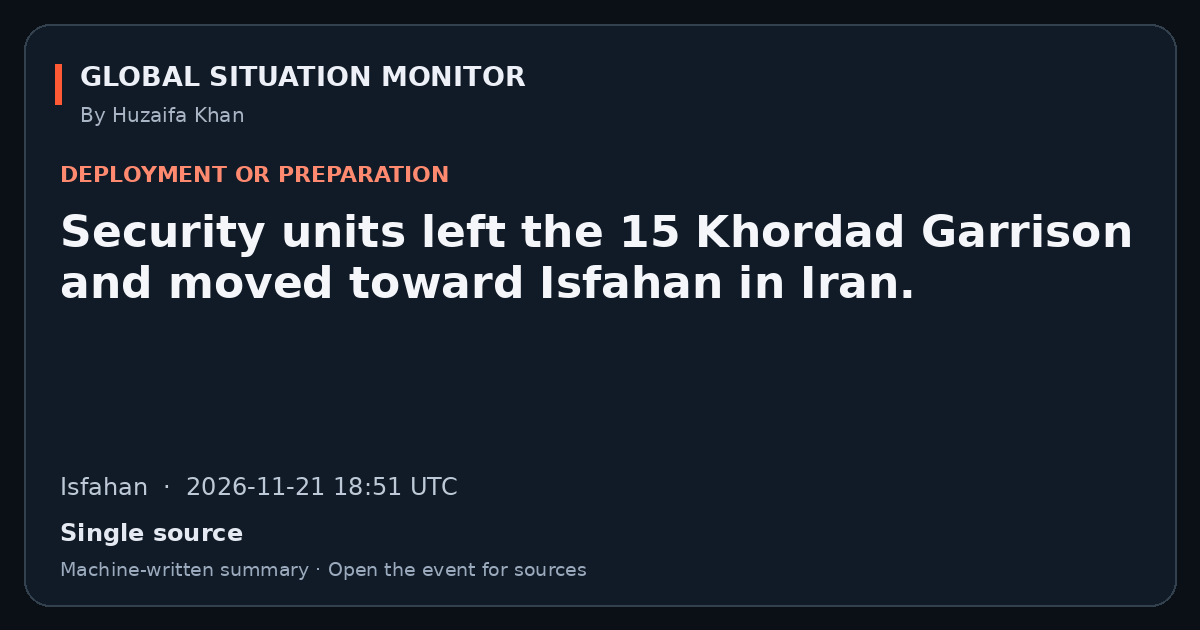 GLOBAL SITUATION MONITOR
By Huzaifa Khan
DEPLOYMENT OR PREPARATION
Security units left the 15 Khordad Garrison
and moved toward Isfahan in Iran.
Isfahan · 2026-11-21 18:51 UTC
Single source
Machine-written summary · Open the event for sources